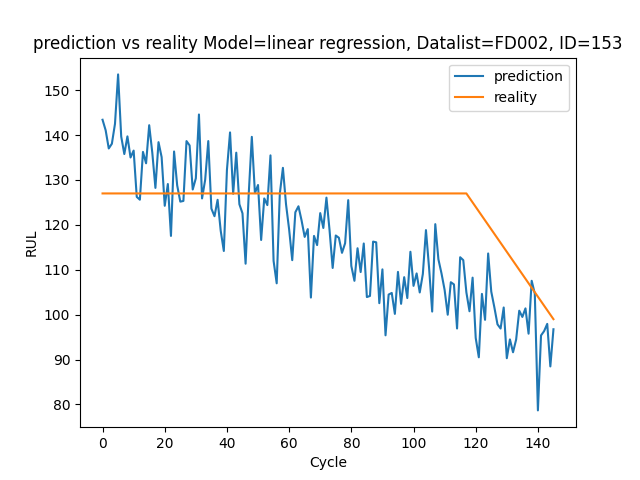 prediction vs reality Model=linear regression, Datalist=FD002, ID=153
prediction
reality
150
140
130
120
110
100
90
80
RUL
0 20 40 60 80 100 120 140
Cycle